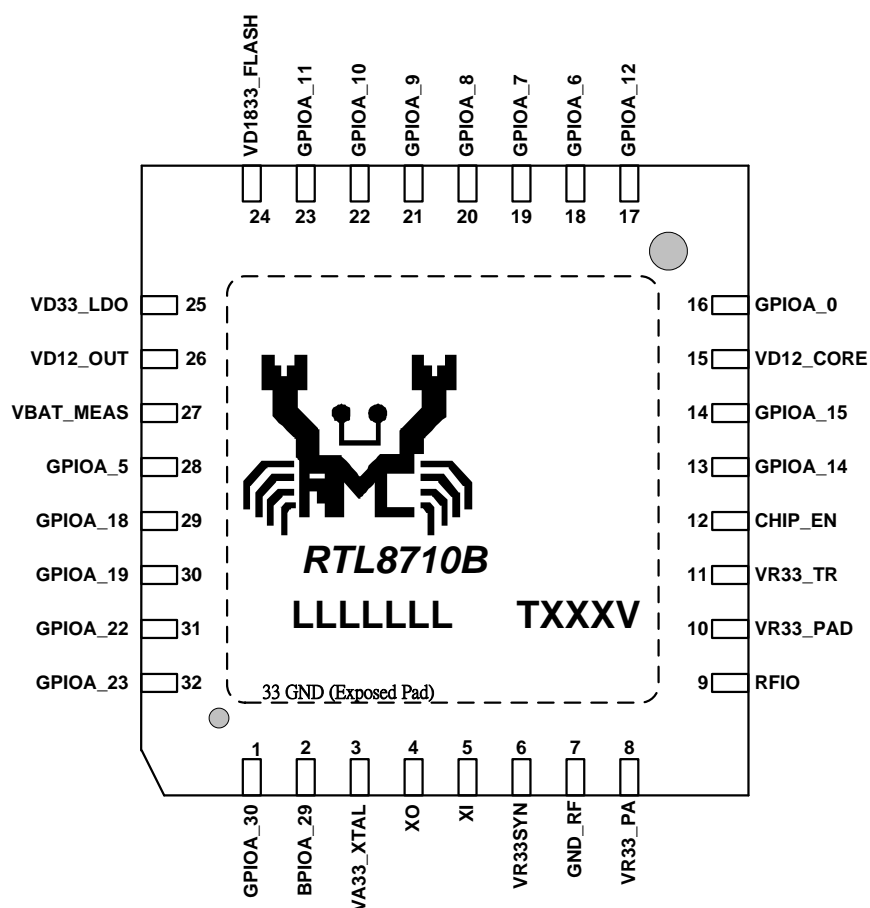 VD1833_FLASH
GPIOA_11
GPIOA_10
GPIOA_9
GPIOA_8
GPIOA_7
GPIOA_6
GPIOA_12
24
23
22
21
20
19
18
17
VD33_LDO 25
VD12_OUT 26
VBAT_MEAS 27
GPIOA_5 28
GPIOA_18 29
GPIOA_19 30
GPIOA_22 31
GPIOA_23 32
16 GPIOA_0
15 VD12_CORE
14 GPIOA_15
13 GPIOA_14
12 CHIP_EN
11 VR33_TR
10 VR33_PAD
9 RFIO
AMC
RTL8710B
LLLLLLL TXXXV
33 GND (Exposed Pad)
1
2
3
4
5
6
7
8
GPIOA_30
BPIOA_29
VA33_XTAL
XO
XI
VR33SYN
GND_RF
VR33_PA